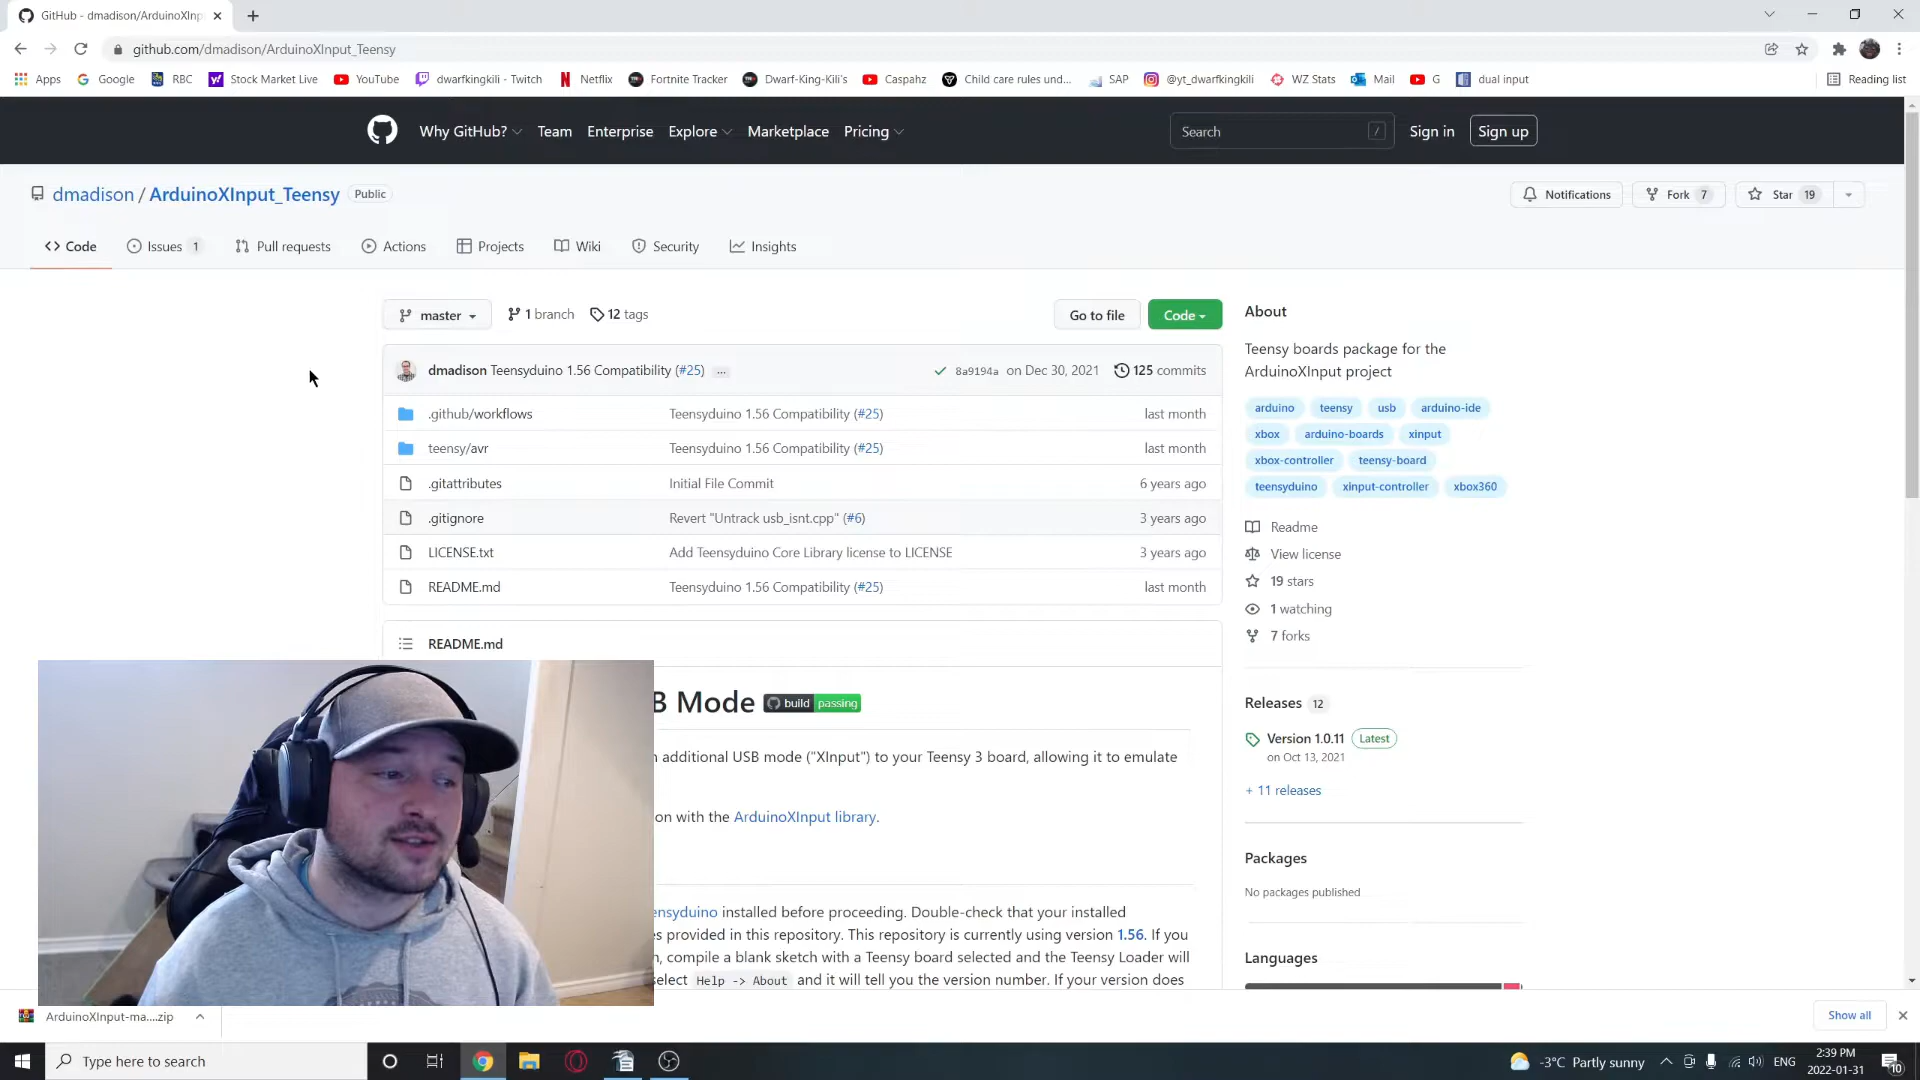 GitHub - dmadison/ArduinoXInp
github.com/dmadison/ArduinoXInput_Teensy
Apps Google RBC Stock Market Live YouTube dwarfkingkili - Twitch Netflix Fortnite Tracker Dwarf-King-Kili's Caspahz Child care rules und... SAP @yt_dwarfkingkili WZ Stats Mail G dual input Reading list
Why GitHub? Team Enterprise Explore Marketplace Pricing Search / Sign in Sign up
dmadison / ArduinoXInput_Teensy Public Notifications Fork 7 Star 19
Code Issues 1 Pull requests Actions Projects Wiki Security Insights
master 1 branch 12 tags Go to file Code
dmadison Teensyduino 1.56 Compatibility (#25) ... 8a9194a on Dec 30, 2021 125 commits
.github/workflows Teensyduino 1.56 Compatibility (#25) last month
teensy/avr Teensyduino 1.56 Compatibility (#25) last month
.gitattributes Initial File Commit 6 years ago
.gitignore Revert "Untrack usb_isnt.cpp" (#6) 3 years ago
LICENSE.txt Add Teensyduino Core Library license to LICENSE 3 years ago
README.md Teensyduino 1.56 Compatibility (#25) last month
README.md
B Mode build passing
additional USB mode ("XInput") to your Teensy 3 board, allowing it to emulate
on with the ArduinoXInput library.
ensyduino installed before proceeding. Double-check that your installed
es provided in this repository. This repository is currently using version 1.56. If you
, compile a blank sketch with a Teensy board selected and the Teensy Loader will
select Help -> About and it will tell you the version number. If your version does
About
Teensy boards package for the
ArduinoXInput project
arduino teensy usb arduino-ide
xbox arduino-boards xinput
xbox-controller teensy-board
teensyduino xinput-controller xbox360
Readme
View license
19 stars
1 watching
7 forks
Releases 12
Version 1.0.11 Latest
on Oct 13, 2021
+ 11 releases
Packages
No packages published
Languages
ArduinoXInput-ma....zip Show all
Type here to search -3°C Partly sunny ENG 2:39 PM
2022-01-31 10